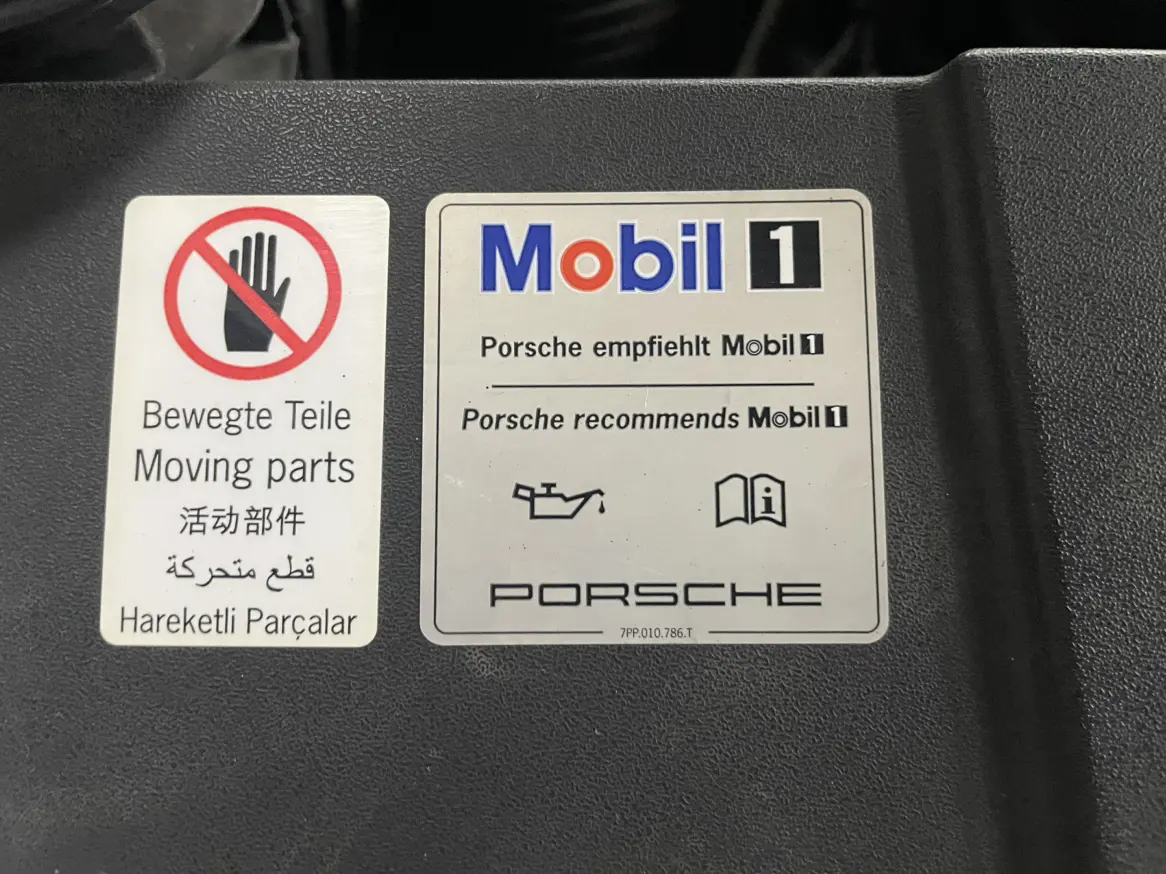 Bewegte Teile
Moving parts
活动部件
قطع متحركة
Hareketli Parçalar
Mobil 1
Porsche empfiehlt Mobil 1
Porsche recommends Mobil 1
i
PORSCHE
7PP.010.786.T